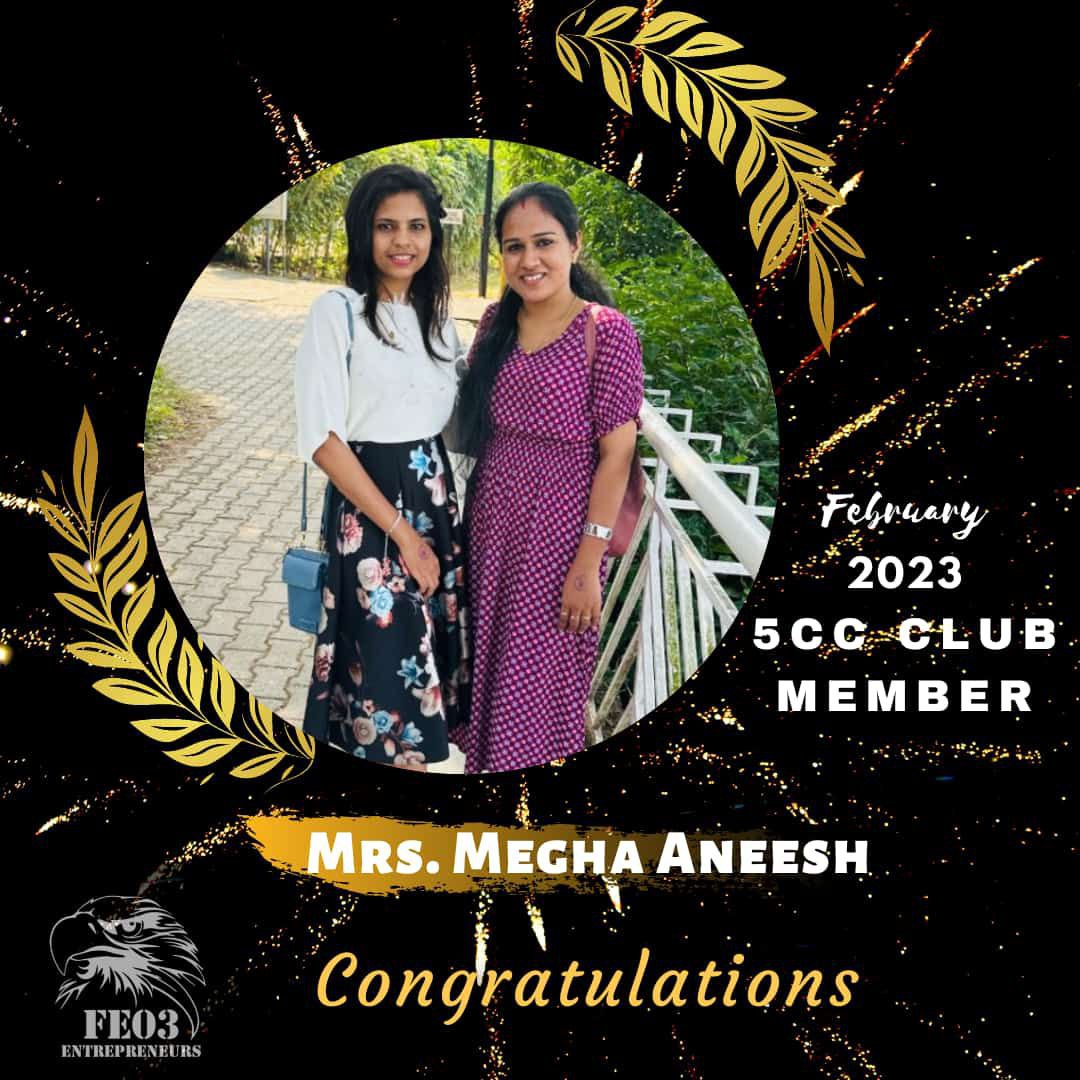 February
2023
5CC CLUB
MEMBER
MRS. MEGHA ANEESH
Congratulations
FEO3
ENTREPRENEURS